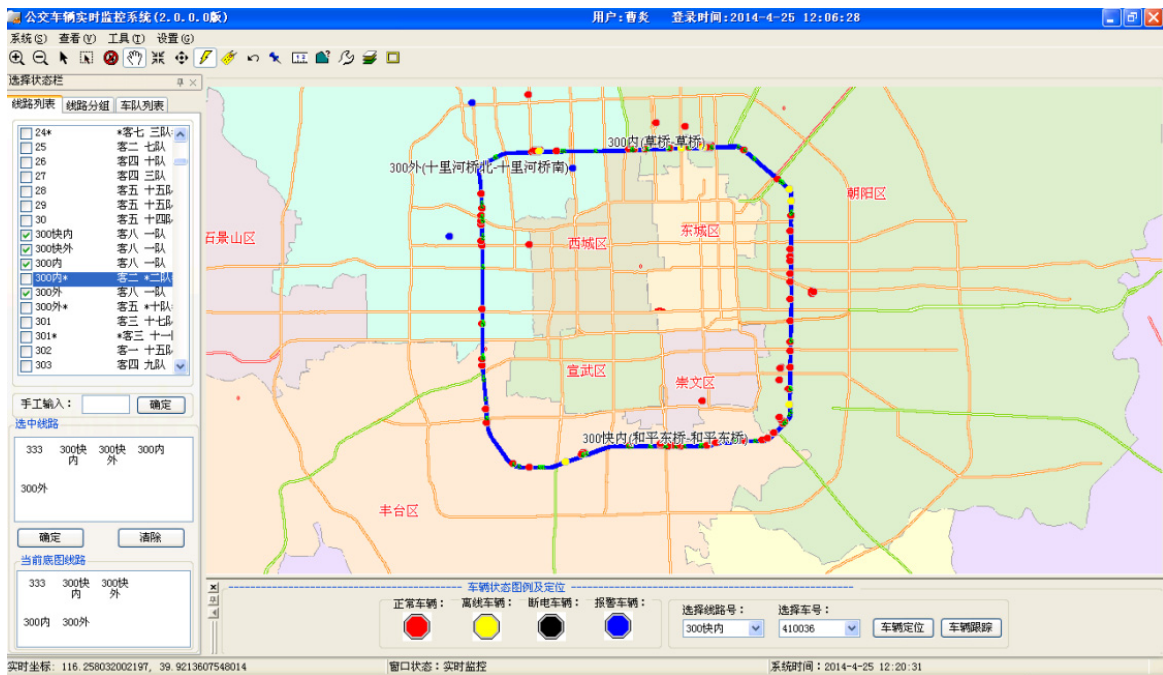 公交车辆实时监控系统(2.0.0.0版) 用户:曹炎 登录时间:2014-4-25 12:06:28
系统(S) 查看(V) 工具(T) 设置(G)
选择状态栏
线路列表 线路分组 车队列表
24* *客七 三队
25 客二 七队
26 客四 十队
27 客四 三队
28 客五 十五队
29 客五 十五队
30 客五 十四队
300快内 客八 一队
300快外 客八 一队
300内 客八 一队
300内* 客二 *二队
300外 客八 一队
300外* 客五 *十队
301 客三 十七队
301* *客三 十一
302 客一 十五队
303 客四 九队
手工输入: 确定
选中线路
333 300快内 300快外 300内
300外
确定 清除
当前底图线路
333 300快内 300快外
300内 300外
300内(草桥-草桥)
300外(十里河桥北-十里河桥南)
朝阳区
石景山区
西城区
东城区
宣武区
崇文区
300快内(和平东桥-和平东桥)
丰台区
车辆状态图例及定位
正常车辆: 离线车辆: 断电车辆: 报警车辆:
选择线路号: 选择车号:
300快内 410036 车辆定位 车辆跟踪
实时坐标: 116.258032002197, 39.9213607548014 窗口状态:实时监控 系统时间:2014-4-25 12:20:31